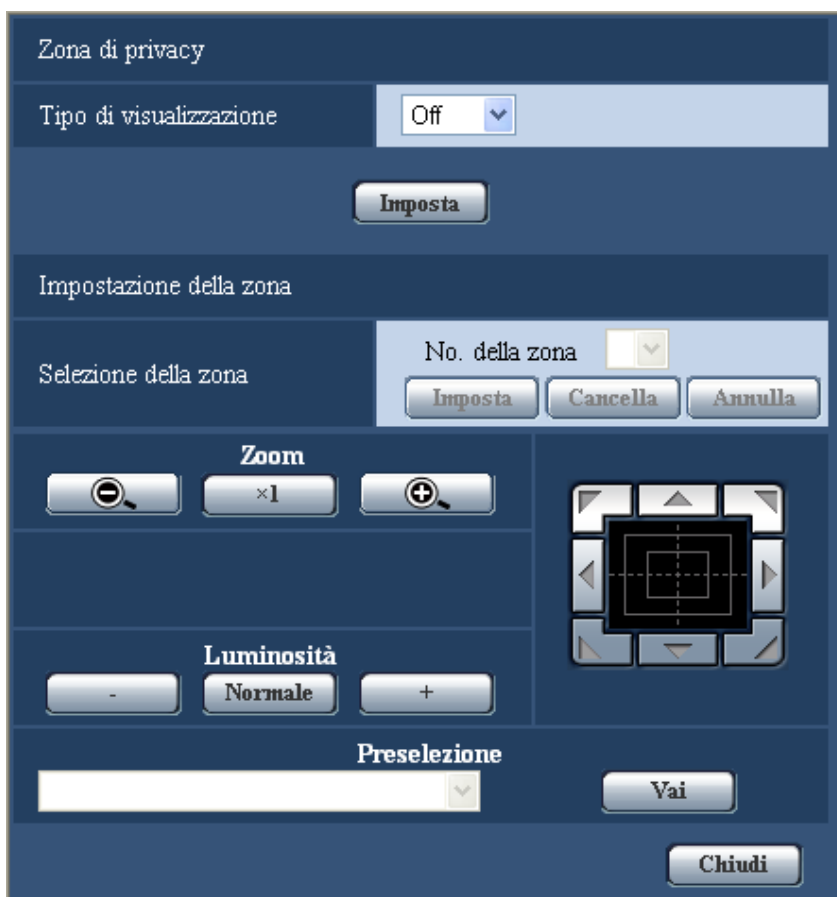 Zona di privacy
Tipo di visualizzazione
Off
Imposta
Impostazione della zona
Selezione della zona
No. della zona
Imposta Cancella Annulla
Zoom
×1
Luminosità
- Normale +
Preselezione
Vai
Chiudi